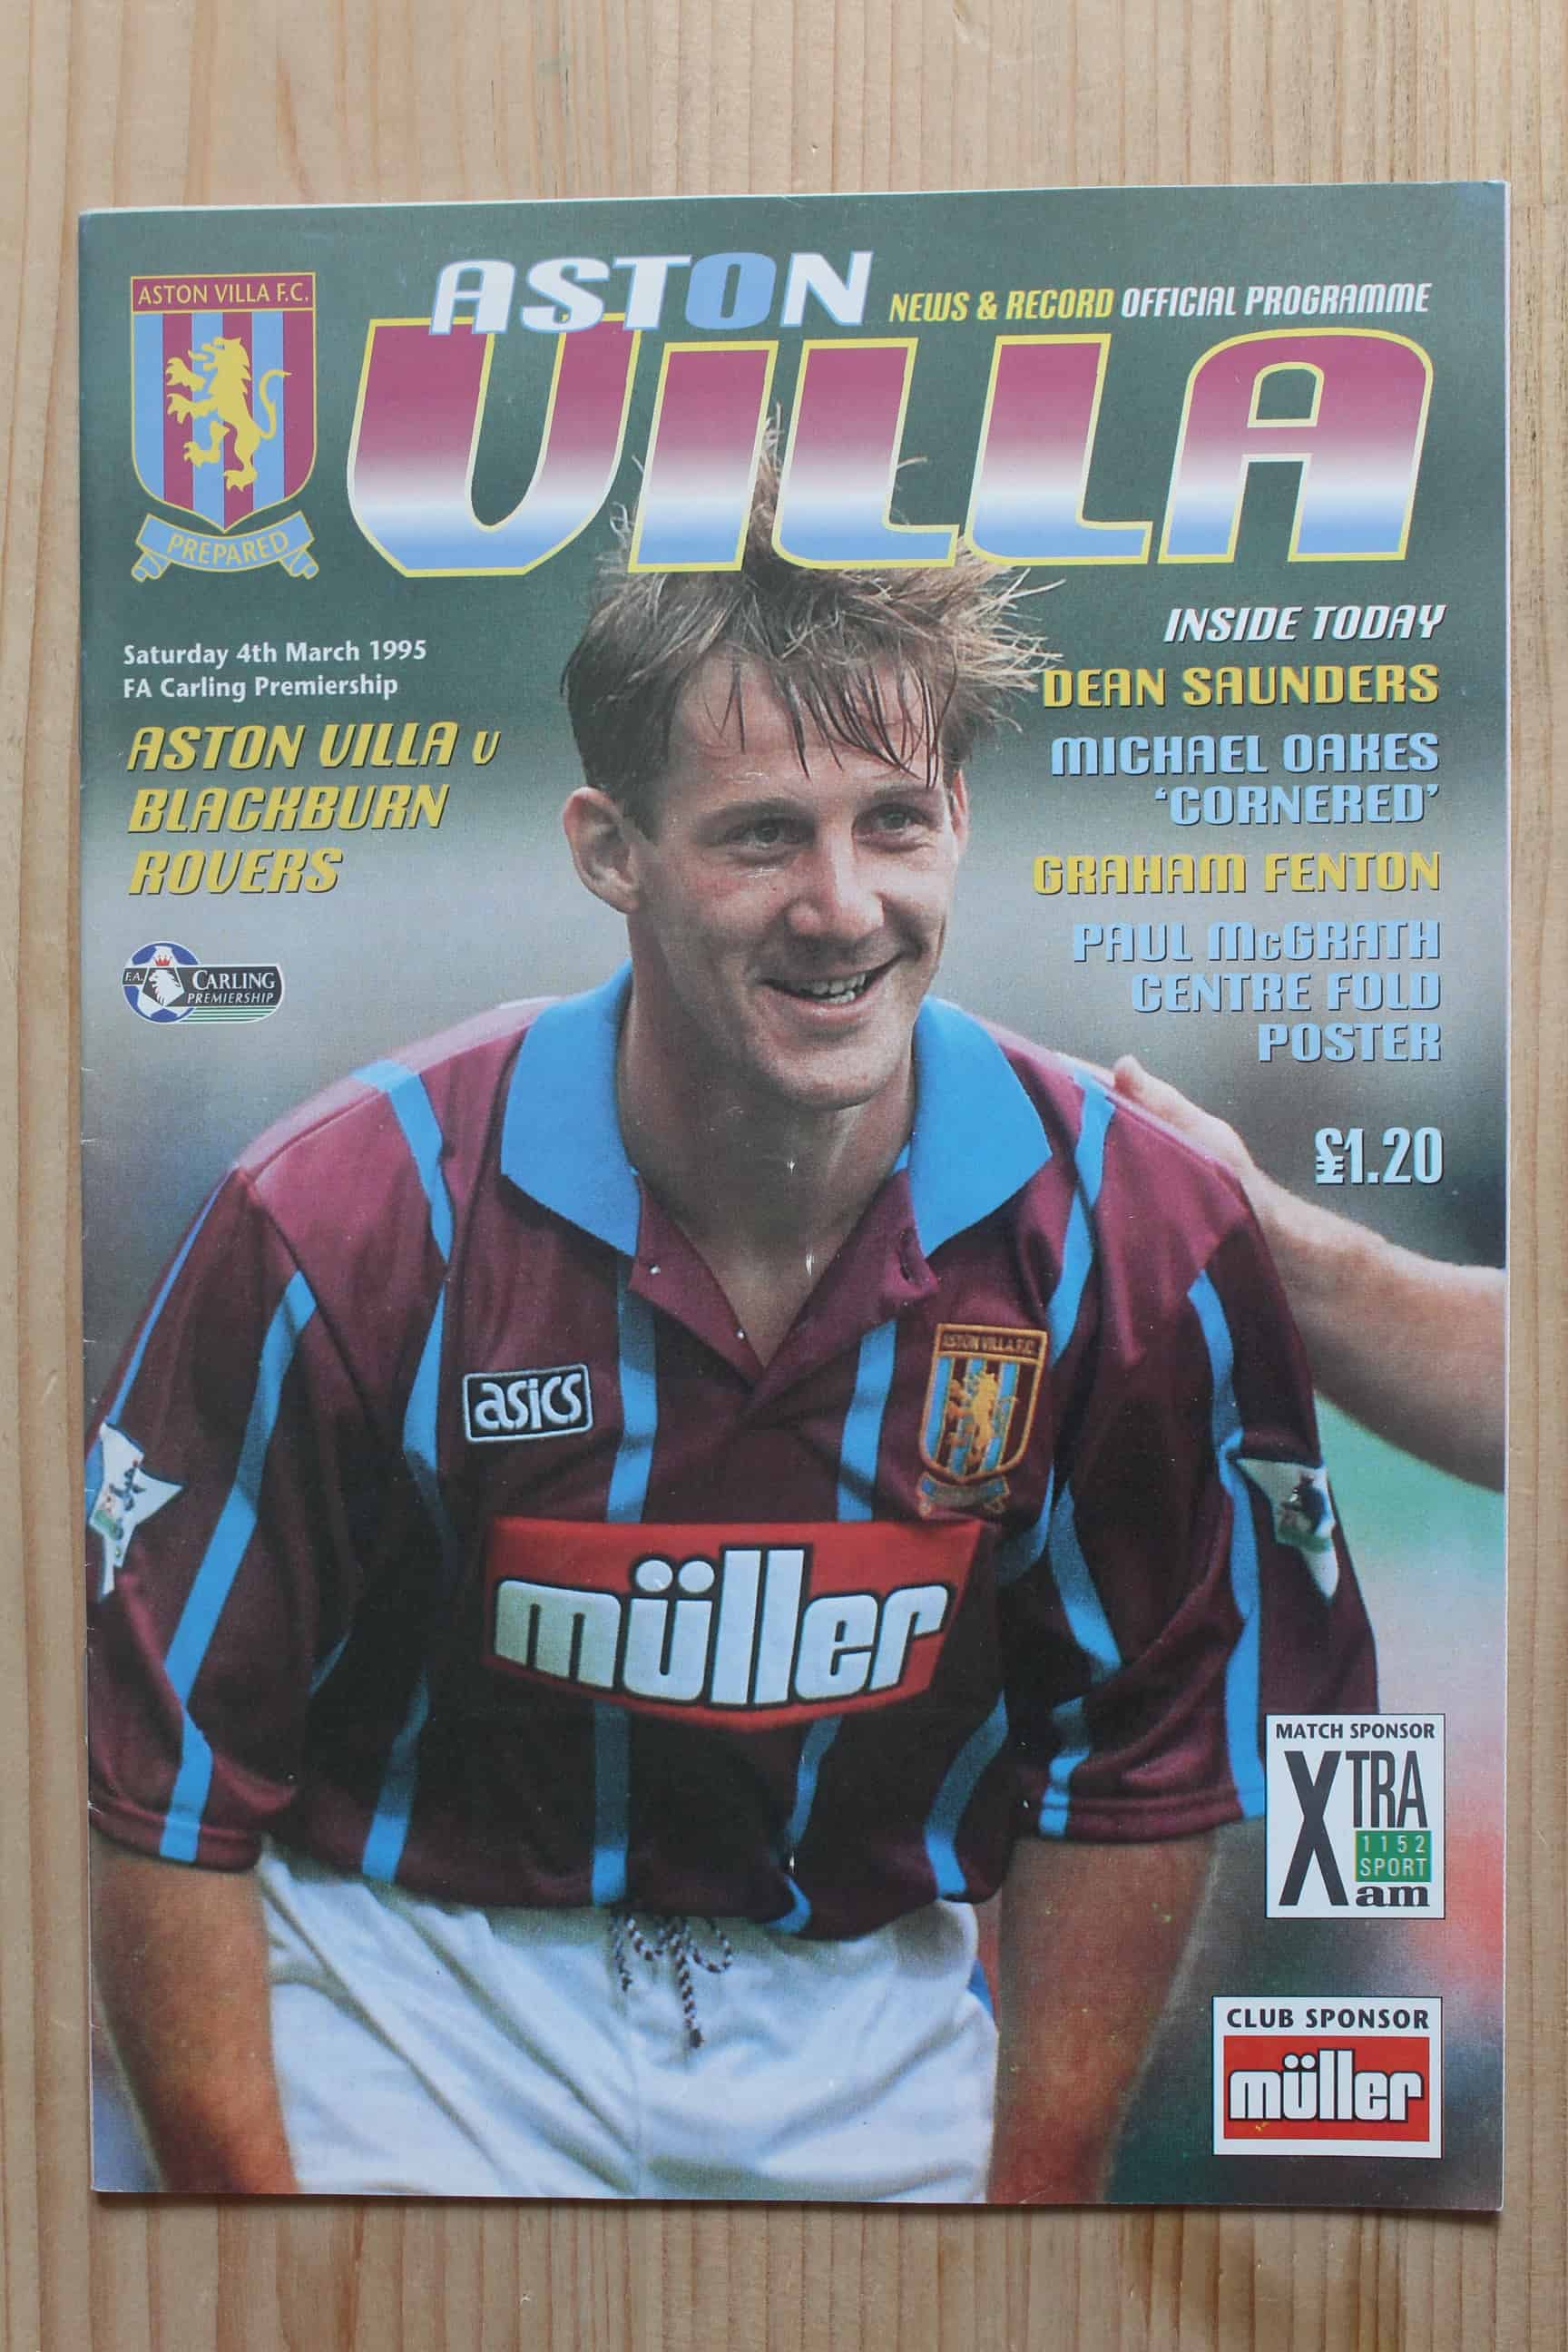 ASTON VILLA F.C.
PREPARED
ASTON
NEWS & RECORD OFFICIAL PROGRAMME
VILLA
Saturday 4th March 1995
FA Carling Premiership
ASTON VILLA v
BLACKBURN
ROVERS
F.A. CARLING
PREMIERSHIP
INSIDE TODAY
DEAN SAUNDERS
MICHAEL OAKES
‘CORNERED’
GRAHAM FENTON
PAUL McGRATH
CENTRE FOLD
POSTER
£1.20
asics
ASTON VILLA F.C.
müller
MATCH SPONSOR
XTRA
1152
SPORT
am
CLUB SPONSOR
müller